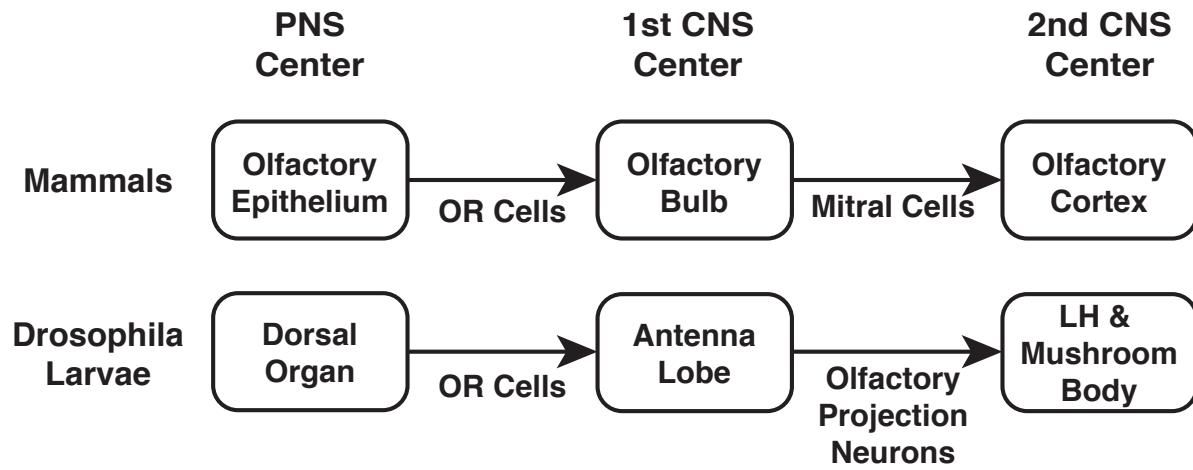 PNS
Center
1st CNS
Center
2nd CNS
Center
Mammals
Olfactory
Epithelium
OR Cells
Olfactory
Bulb
Mitral Cells
Olfactory
Cortex
Drosophila
Larvae
Dorsal
Organ
OR Cells
Antenna
Lobe
Olfactory
Projection
Neurons
LH &
Mushroom
Body